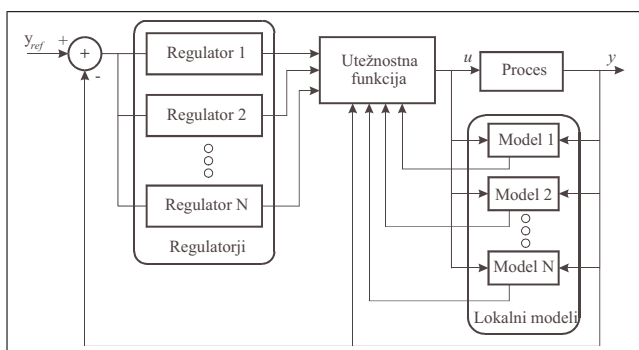 y_ref
+
+
-
Regulator 1
Regulator 2
Regulator N
Regulatorji
Utežnostna
funkcija
u
Proces
y
Model 1
Model 2
Model N
Lokalni modeli